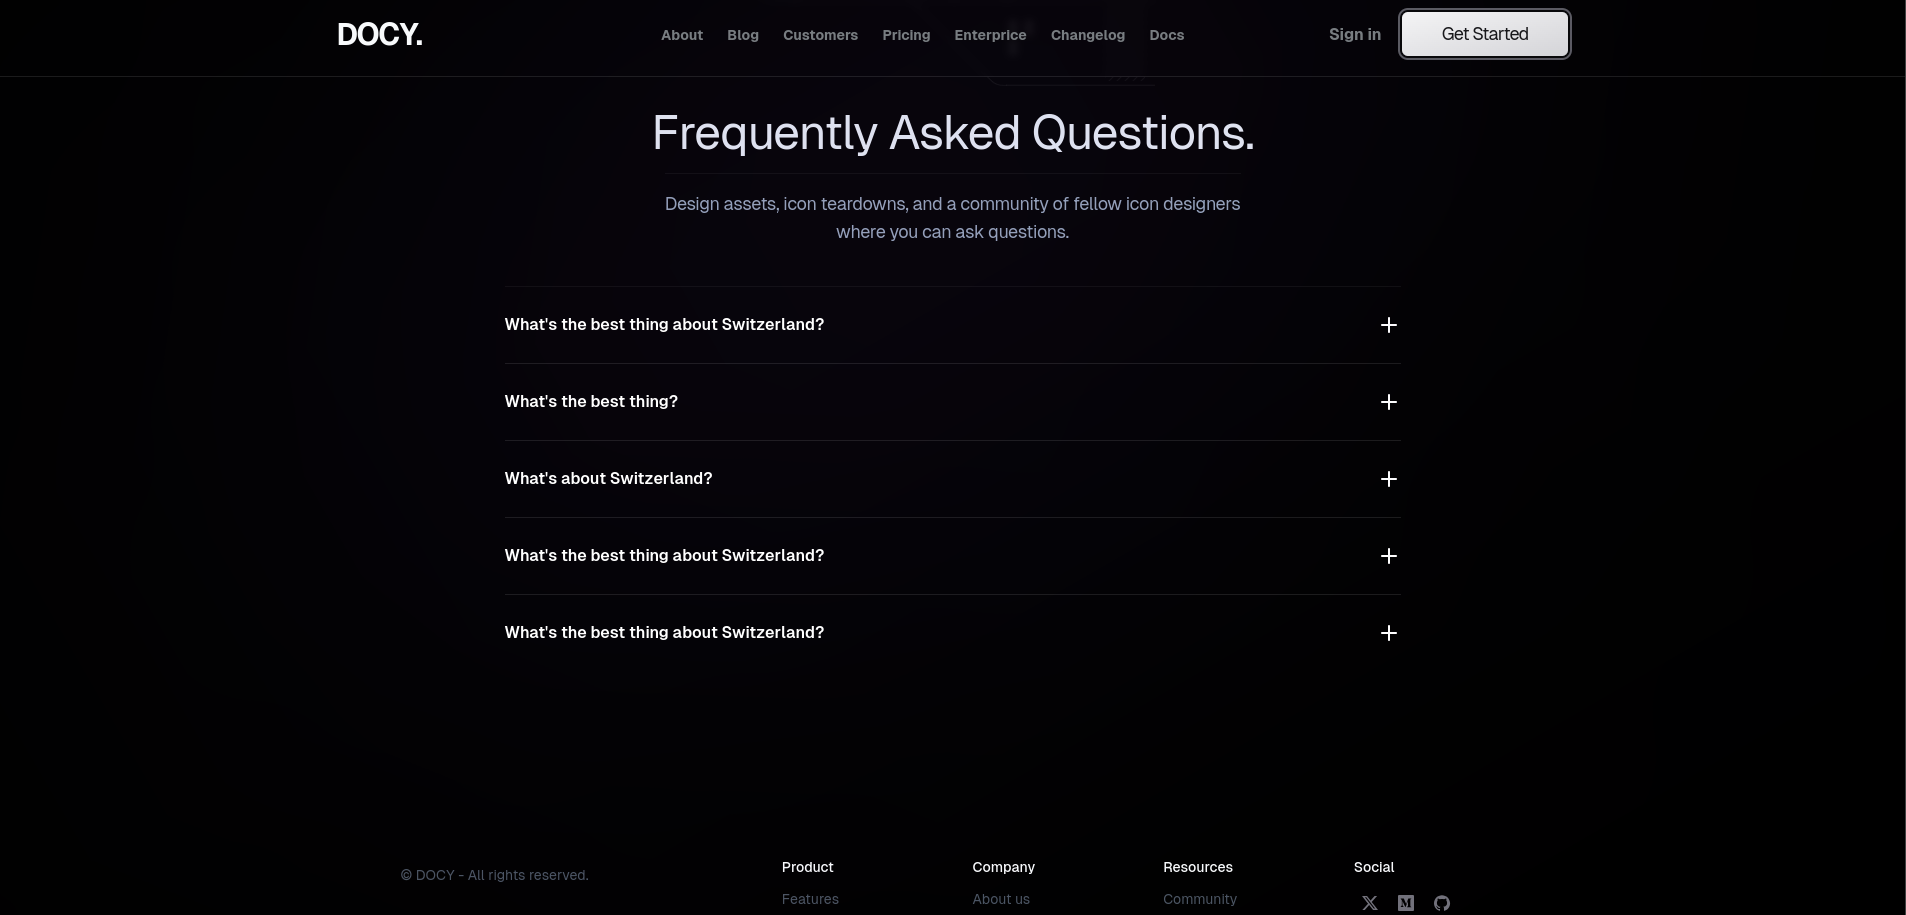 DOCY.
About Blog Customers Pricing Enterprice Changelog Docs
Sign in
Get Started
Frequently Asked Questions.
Design assets, icon teardowns, and a community of fellow icon designers
where you can ask questions.
What's the best thing about Switzerland?
What's the best thing?
What's about Switzerland?
What's the best thing about Switzerland?
What's the best thing about Switzerland?
© DOCY - All rights reserved.
Product
Features
Company
About us
Resources
Community
Social